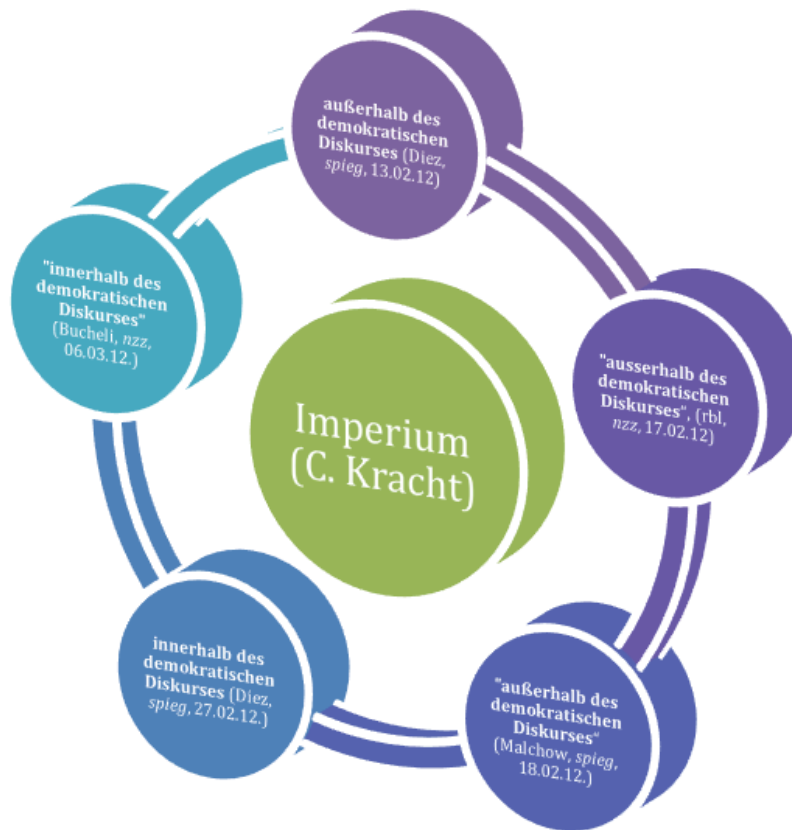 außerhalb des
demokratischen
Diskurses (Diez,
spieg, 13.02.12)
"ausserhalb des
demokratischen
Diskurses", (rbl,
nzz, 17.02.12)
"außerhalb des
demokratischen
Diskurses"
(Malchow, spieg,
18.02.12.)
innerhalb des
demokratischen
Diskurses (Diez,
spieg, 27.02.12.)
"innerhalb des
demokratischen
Diskurses"
(Bucheli, nzz,
06.03.12.)
Imperium
(C. Kracht)